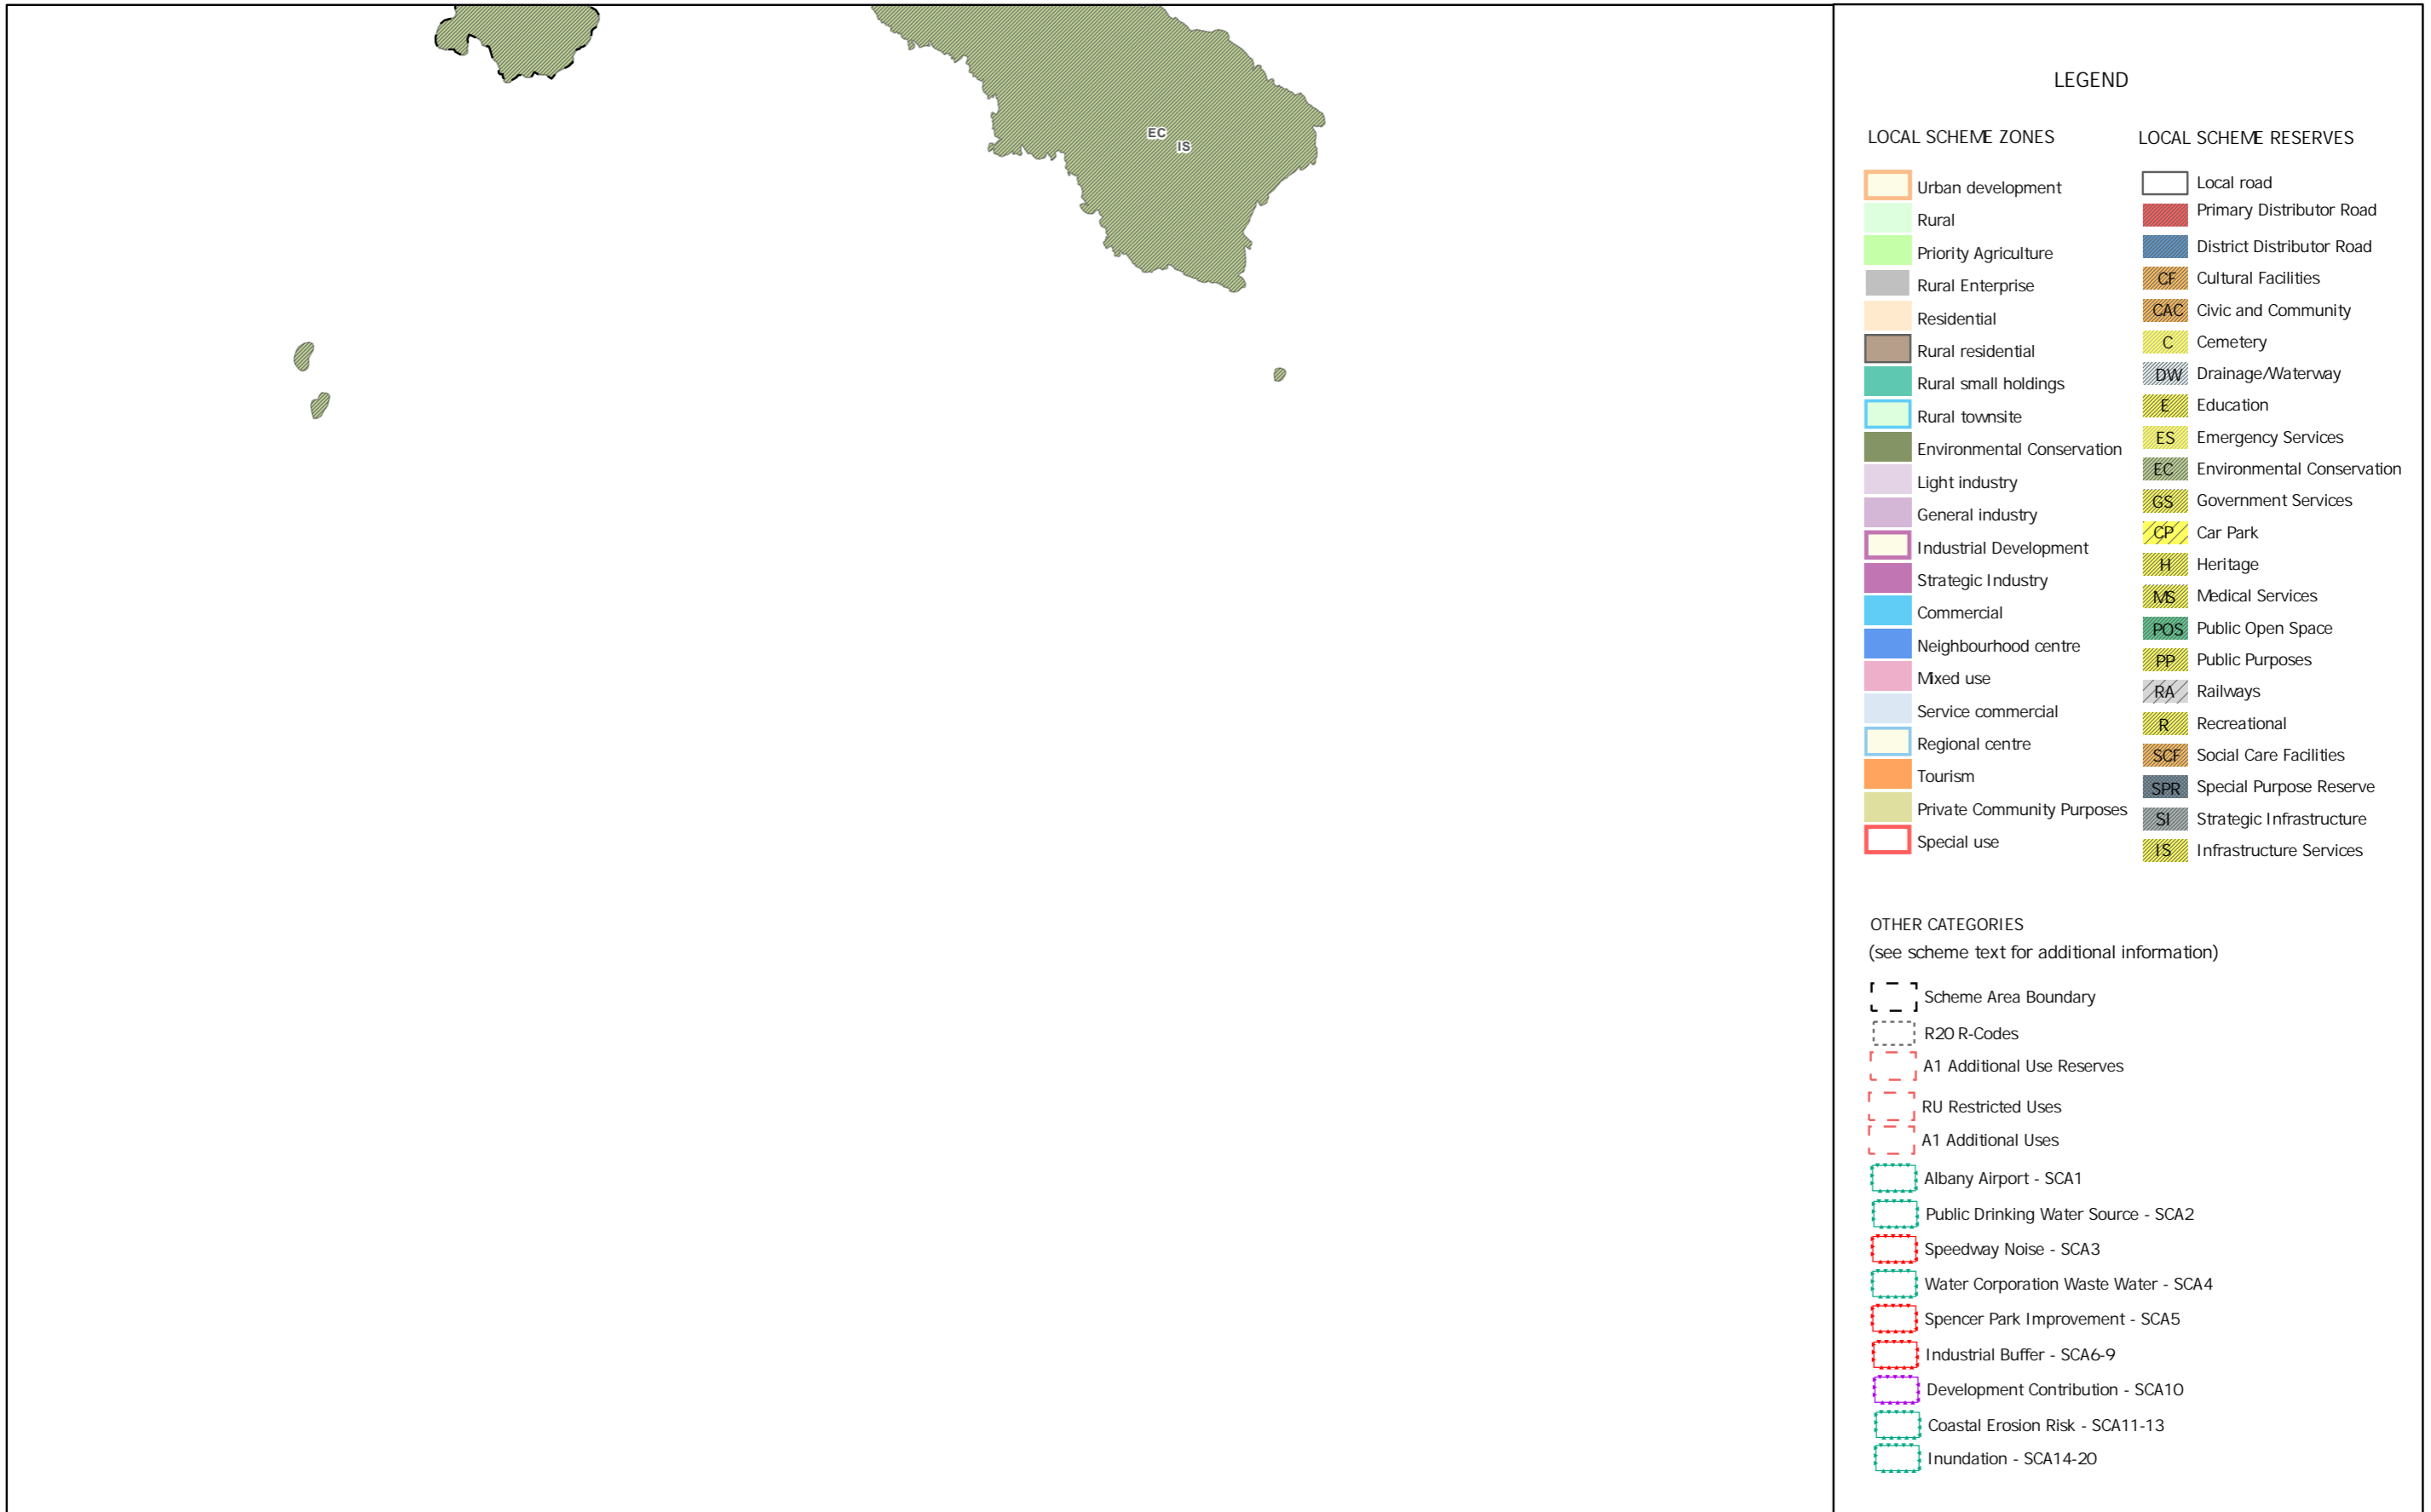 EC
IS
LEGEND
LOCAL SCHEME ZONES
Urban development
Rural
Priority Agriculture
Rural Enterprise
Residential
Rural residential
Rural small holdings
Rural townsite
Environmental Conservation
Light industry
General industry
Industrial Development
Strategic Industry
Commercial
Neighbourhood centre
Mixed use
Service commercial
Regional centre
Tourism
Private Community Purposes
Special use
LOCAL SCHEME RESERVES
Local road
Primary Distributor Road
District Distributor Road
CF Cultural Facilities
CAC Civic and Community
C Cemetery
DW Drainage/Waterway
E Education
ES Emergency Services
EC Environmental Conservation
GS Government Services
CP Car Park
H Heritage
MS Medical Services
POS Public Open Space
PP Public Purposes
RA Railways
R Recreational
SCF Social Care Facilities
SPR Special Purpose Reserve
SI Strategic Infrastructure
IS Infrastructure Services
OTHER CATEGORIES
(see scheme text for additional information)
Scheme Area Boundary
R20 R-Codes
A1 Additional Use Reserves
RU Restricted Uses
A1 Additional Uses
Albany Airport - SCA1
Public Drinking Water Source - SCA2
Speedway Noise - SCA3
Water Corporation Waste Water - SCA4
Spencer Park Improvement - SCA5
Industrial Buffer - SCA6-9
Development Contribution - SCA10
Coastal Erosion Risk - SCA11-13
Inundation - SCA14-20